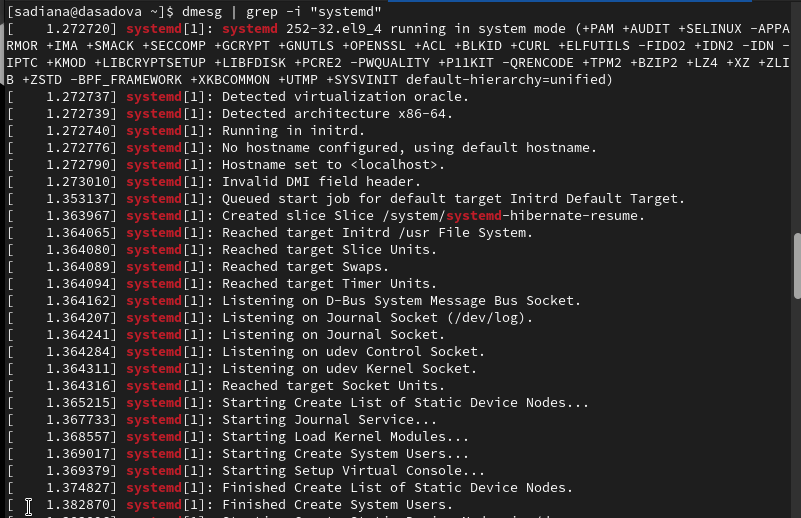 [sadiana@dasadova ~]$ dmesg | grep -i "systemd"
[    1.272720] systemd[1]: systemd 252-32.el9_4 running in system mode (+PAM +AUDIT +SELINUX -APPA
RMOR +IMA +SMACK +SECCOMP +GCRYPT +GNUTLS +OPENSSL +ACL +BLKID +CURL +ELFUTILS -FIDO2 +IDN2 -IDN -
IPTC +KMOD +LIBCRYPTSETUP +LIBFDISK +PCRE2 -PWQUALITY +P11KIT -QRENCODE +TPM2 +BZIP2 +LZ4 +XZ +ZLI
B +ZSTD -BPF_FRAMEWORK +XKBCOMMON +UTMP +SYSVINIT default-hierarchy=unified)
[    1.272737] systemd[1]: Detected virtualization oracle.
[    1.272739] systemd[1]: Detected architecture x86-64.
[    1.272740] systemd[1]: Running in initrd.
[    1.272776] systemd[1]: No hostname configured, using default hostname.
[    1.272790] systemd[1]: Hostname set to <localhost>.
[    1.273010] systemd[1]: Invalid DMI field header.
[    1.353137] systemd[1]: Queued start job for default target Initrd Default Target.
[    1.363967] systemd[1]: Created slice Slice /system/systemd-hibernate-resume.
[    1.364065] systemd[1]: Reached target Initrd /usr File System.
[    1.364080] systemd[1]: Reached target Slice Units.
[    1.364089] systemd[1]: Reached target Swaps.
[    1.364094] systemd[1]: Reached target Timer Units.
[    1.364162] systemd[1]: Listening on D-Bus System Message Bus Socket.
[    1.364207] systemd[1]: Listening on Journal Socket (/dev/log).
[    1.364241] systemd[1]: Listening on Journal Socket.
[    1.364284] systemd[1]: Listening on udev Control Socket.
[    1.364311] systemd[1]: Listening on udev Kernel Socket.
[    1.364316] systemd[1]: Reached target Socket Units.
[    1.365215] systemd[1]: Starting Create List of Static Device Nodes...
[    1.367733] systemd[1]: Starting Journal Service...
[    1.368557] systemd[1]: Starting Load Kernel Modules...
[    1.369017] systemd[1]: Starting Create System Users...
[    1.369379] systemd[1]: Starting Setup Virtual Console...
[    1.374827] systemd[1]: Finished Create List of Static Device Nodes.
[    1.382870] systemd[1]: Finished Create System Users.